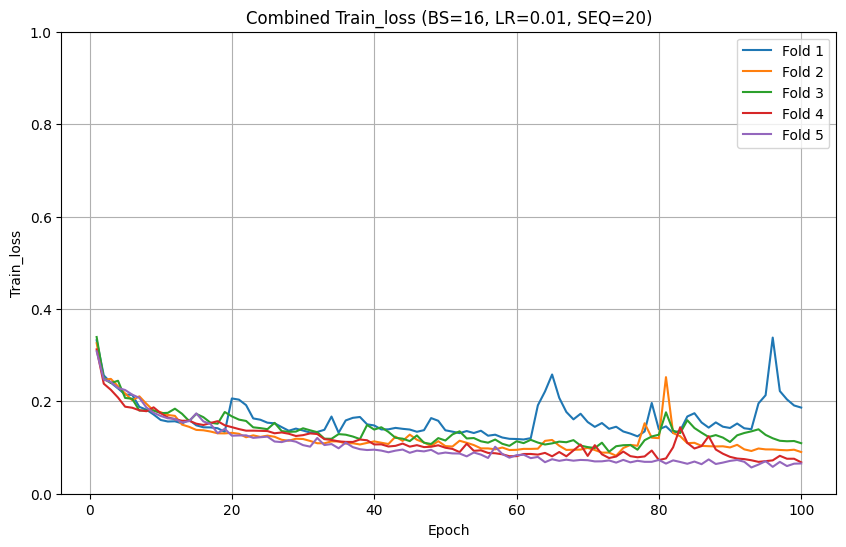 Combined Train_loss (BS=16, LR=0.01, SEQ=20)
Train_loss
1.0
0.8
0.6
0.4
0.2
0.0
Fold 1
Fold 2
Fold 3
Fold 4
Fold 5
0 20 40 60 80 100
Epoch